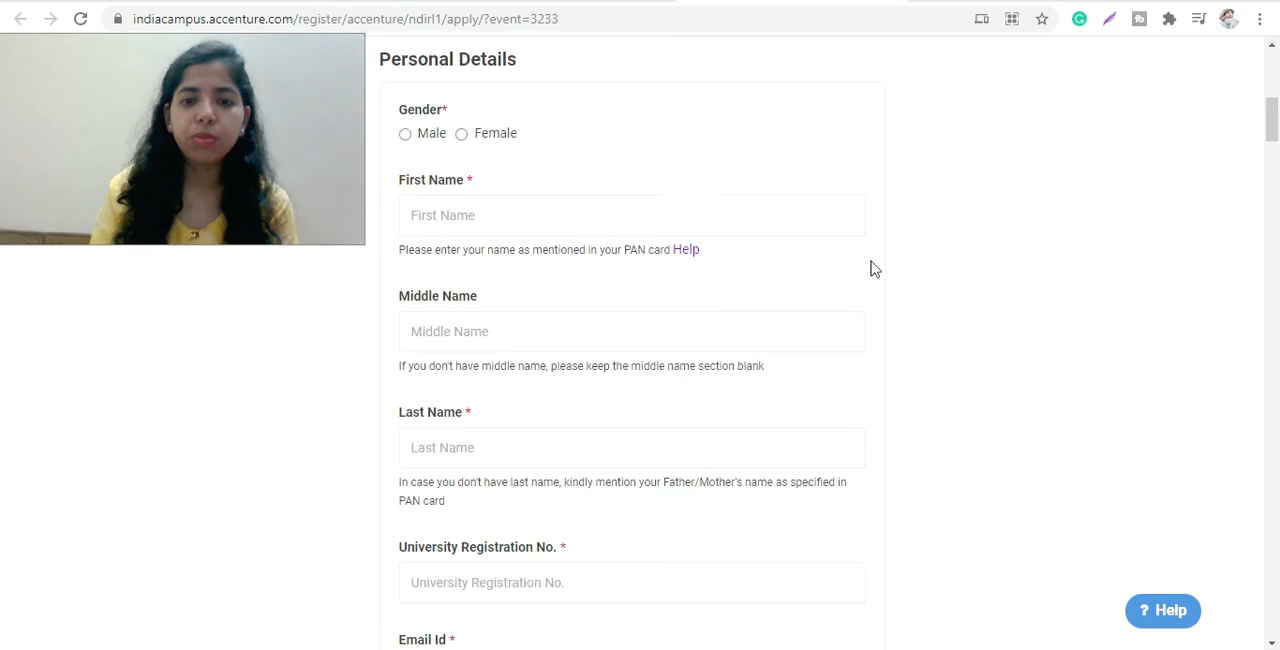 indiacampus.accenture.com/register/accenture/ndirl1/apply/?event=3233
Personal Details
Gender*
Male Female
First Name *
First Name
Please enter your name as mentioned in your PAN card Help
Middle Name
Middle Name
If you don't have middle name, please keep the middle name section blank
Last Name *
Last Name
In case you don't have last name, kindly mention your Father/Mother's name as specified in
PAN card
University Registration No. *
University Registration No.
? Help
Email Id *